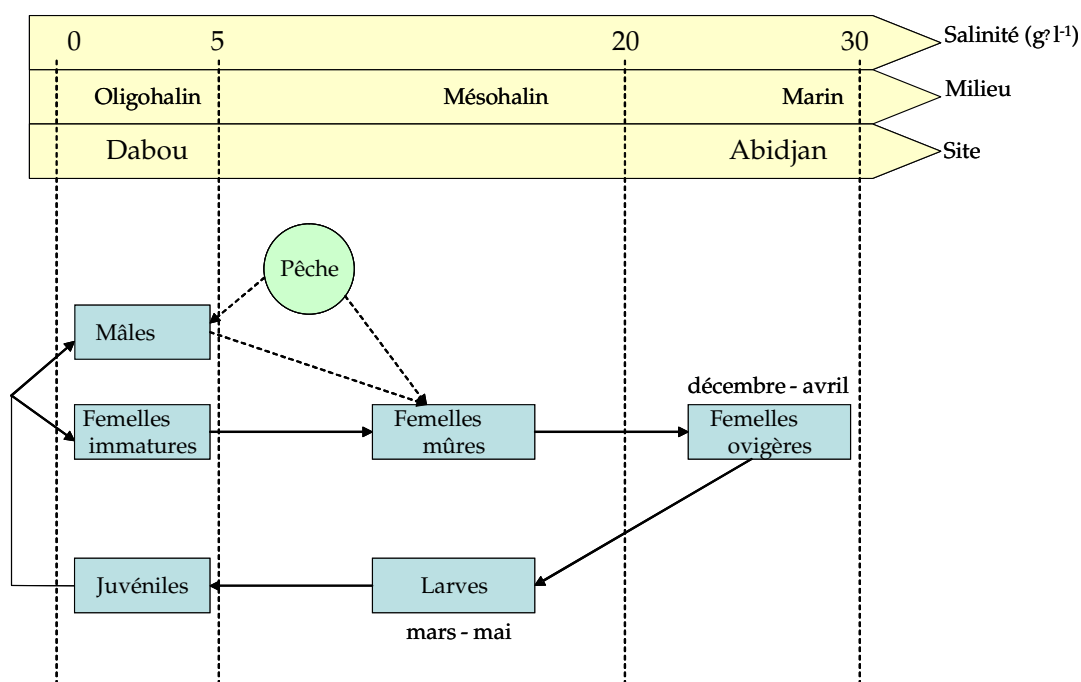 0 5 20 30 Salinité (g?l-1)
Oligohalin Mésohalin Marin Milieu
Dabou Abidjan Site
Pêche
Mâles
décembre - avril
Femelles immatures
Femelles mûres
Femelles ovigères
Juvéniles
Larves
mars - mai